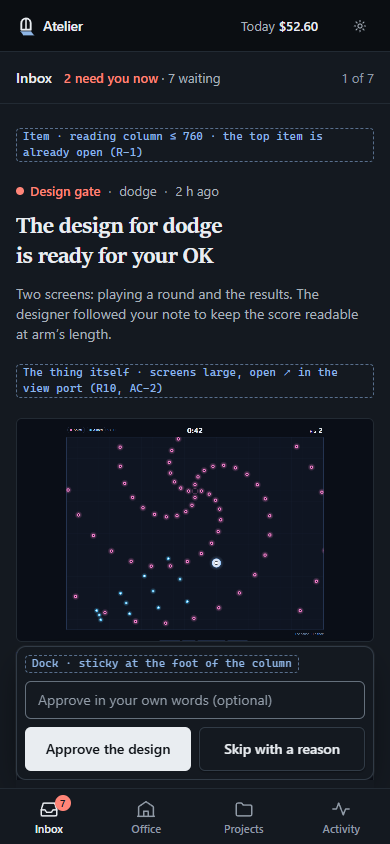 Atelier
Today $52.60
Inbox 2 need you now · 7 waiting
1 of 7
Item · reading column ≤ 760 · the top item is
already open (R-1)
Design gate · dodge · 2 h ago
The design for dodge
is ready for your OK
Two screens: playing a round and the results. The
designer followed your note to keep the score readable
at arm's length.
The thing itself · screens large, open ↗ in the
view port (R10, AC-2)
0:42
2
Dock · sticky at the foot of the column
Approve in your own words (optional)
Approve the design
Skip with a reason
7
Inbox
Office
Projects
Activity